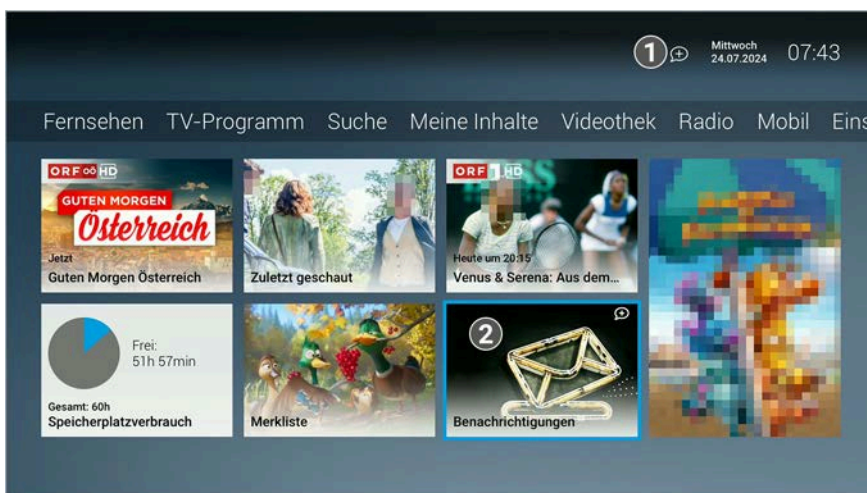 1
Mittwoch
24.07.2024
07:43
Fernsehen TV-Programm Suche Meine Inhalte Videothek Radio Mobil Eins
ORF oö HD
GUTEN MORGEN
Österreich
Jetzt
Guten Morgen Österreich
Zuletzt geschaut
ORF 1 HD
Heute um 20:15
Venus & Serena: Aus dem...
Frei:
51h 57min
Gesamt: 60h
Speicherplatzverbrauch
Merkliste
2
Benachrichtigungen